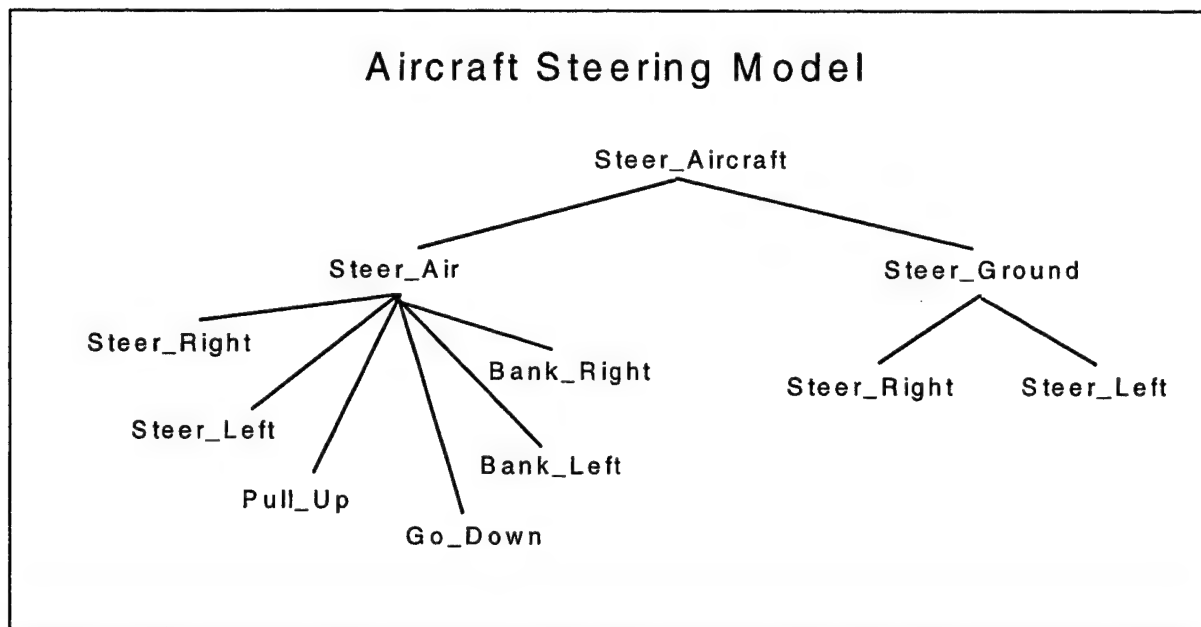 Aircraft Steering Model
Steer_Aircraft
Steer_Air
Steer_Ground
Steer_Right
Steer_Left
Pull_Up
Go_Down
Bank_Left
Bank_Right
Steer_Right
Steer_Left